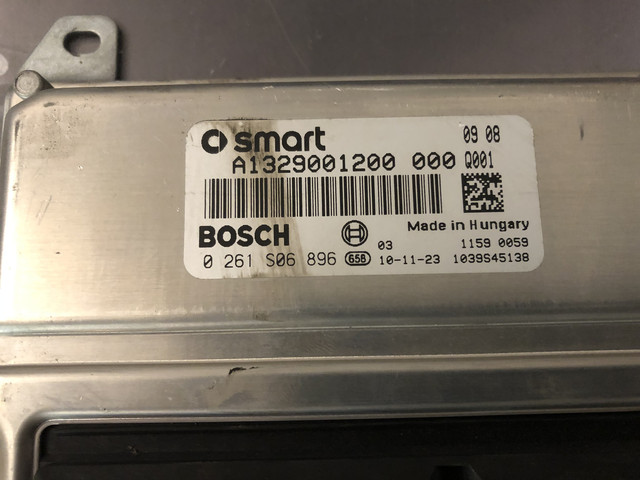 smart 09 08
A1329001200 000 Q001
BOSCH 03 Made in Hungary
1159 0059
0 261 S06 896 658 10-11-23 1039S45138